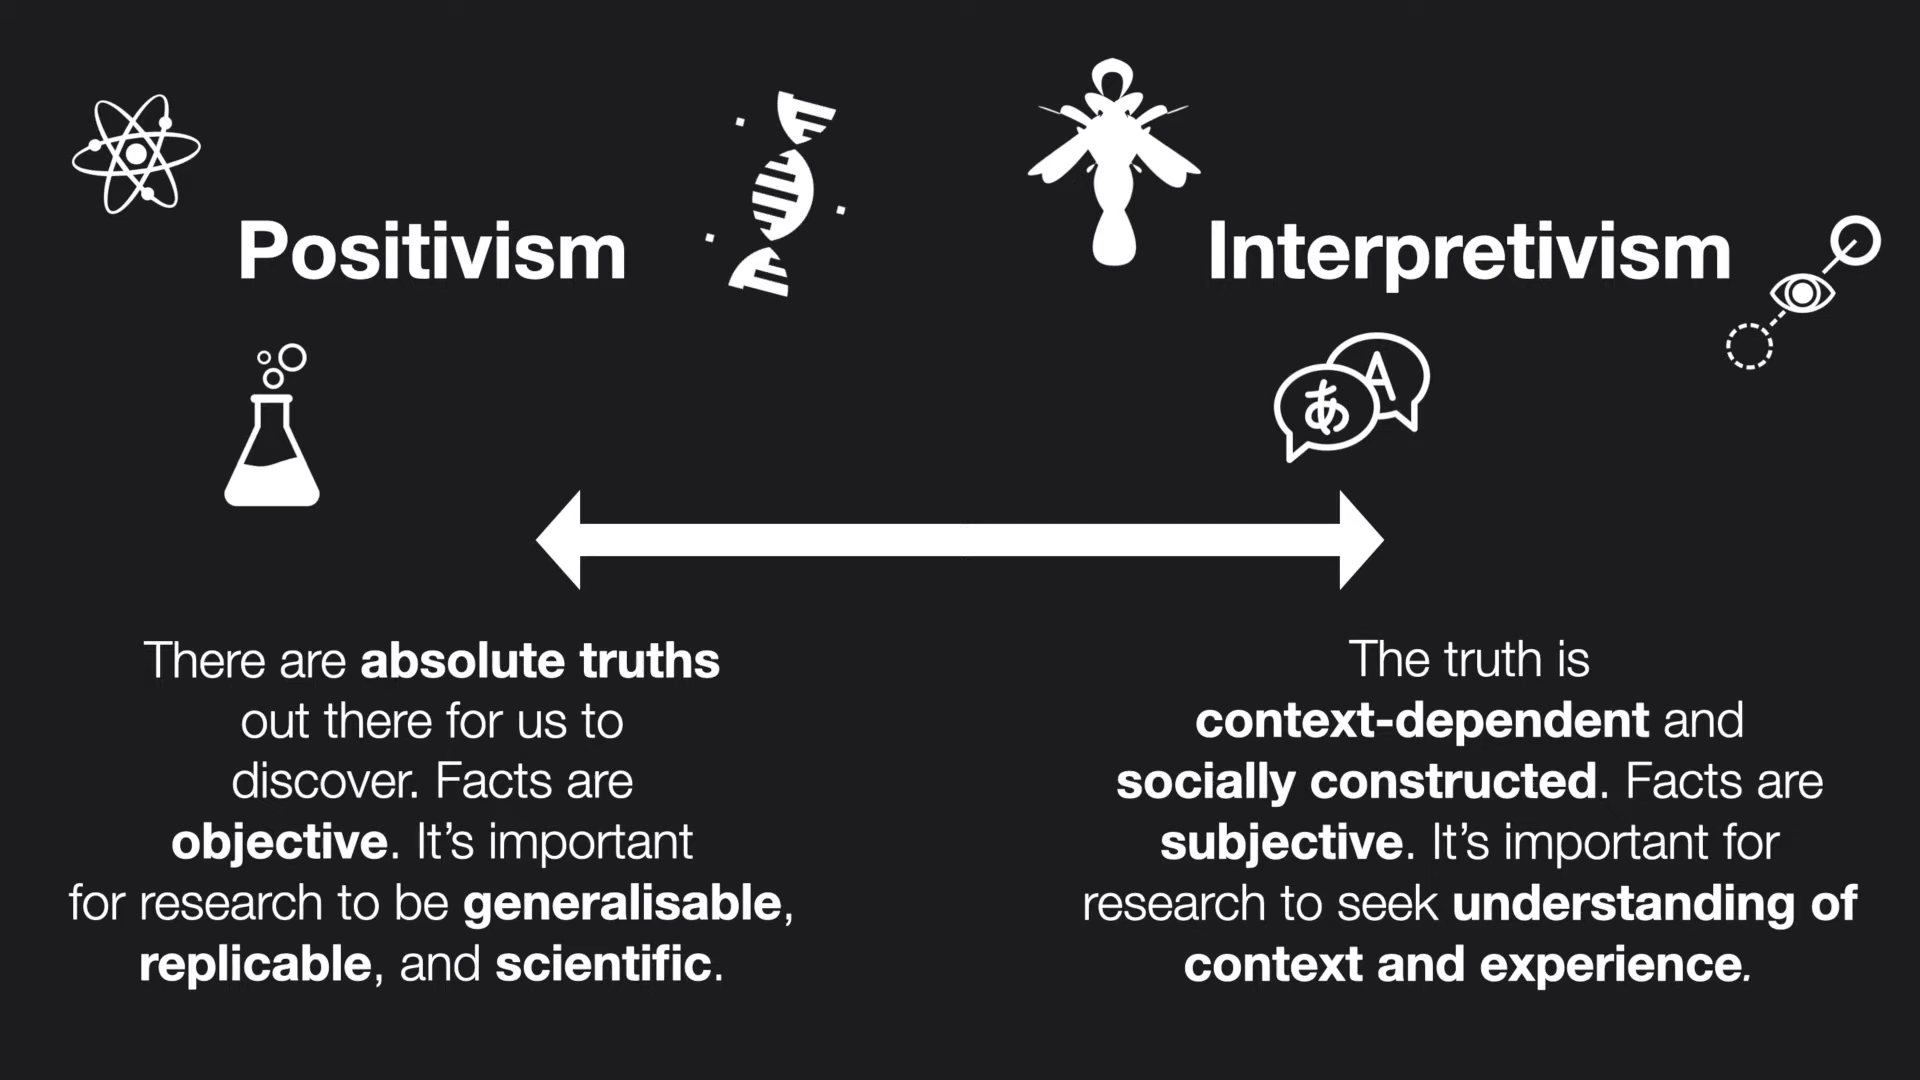 Positivism
Interpretivism
あ A
There are absolute truths
out there for us to
discover. Facts are
objective. It’s important
for research to be generalisable,
replicable, and scientific.
The truth is
context-dependent and
socially constructed. Facts are
subjective. It’s important for
research to seek understanding of
context and experience.